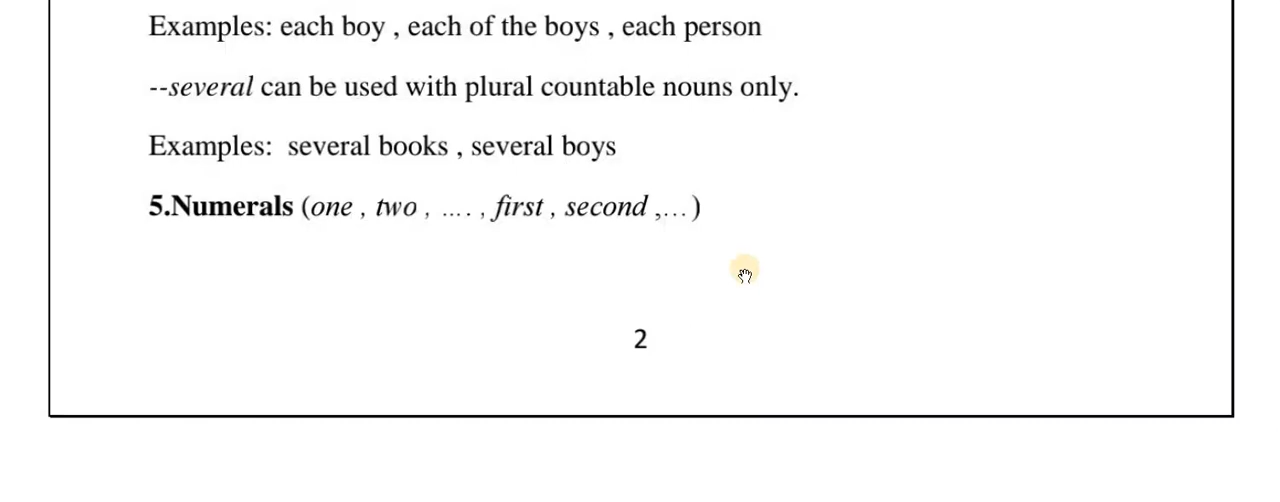 Examples: each boy , each of the boys , each person
--several can be used with plural countable nouns only.
Examples:  several books , several boys
5.Numerals (one , two , .... , first , second ,...)
2